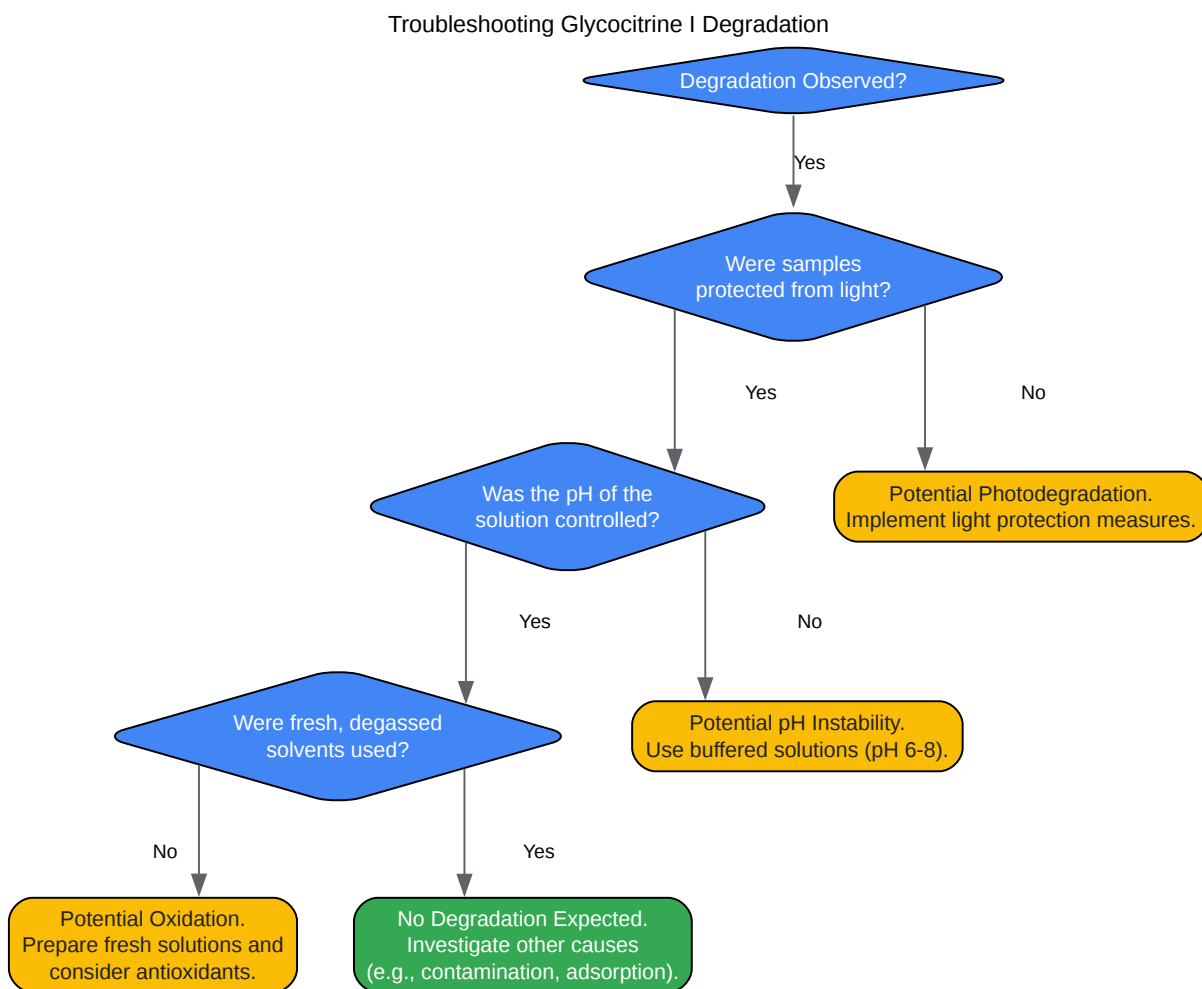 Troubleshooting Glycocitrine I Degradation
Degradation Observed?
Yes
Were samples
protected from light?
Yes
No
Was the pH of the
solution controlled?
Potential Photodegradation.
Implement light protection measures.
Yes
No
Were fresh, degassed
solvents used?
Potential pH Instability.
Use buffered solutions (pH 6-8).
No
Yes
Potential Oxidation.
Prepare fresh solutions and
consider antioxidants.
No Degradation Expected.
Investigate other causes
(e.g., contamination, adsorption).